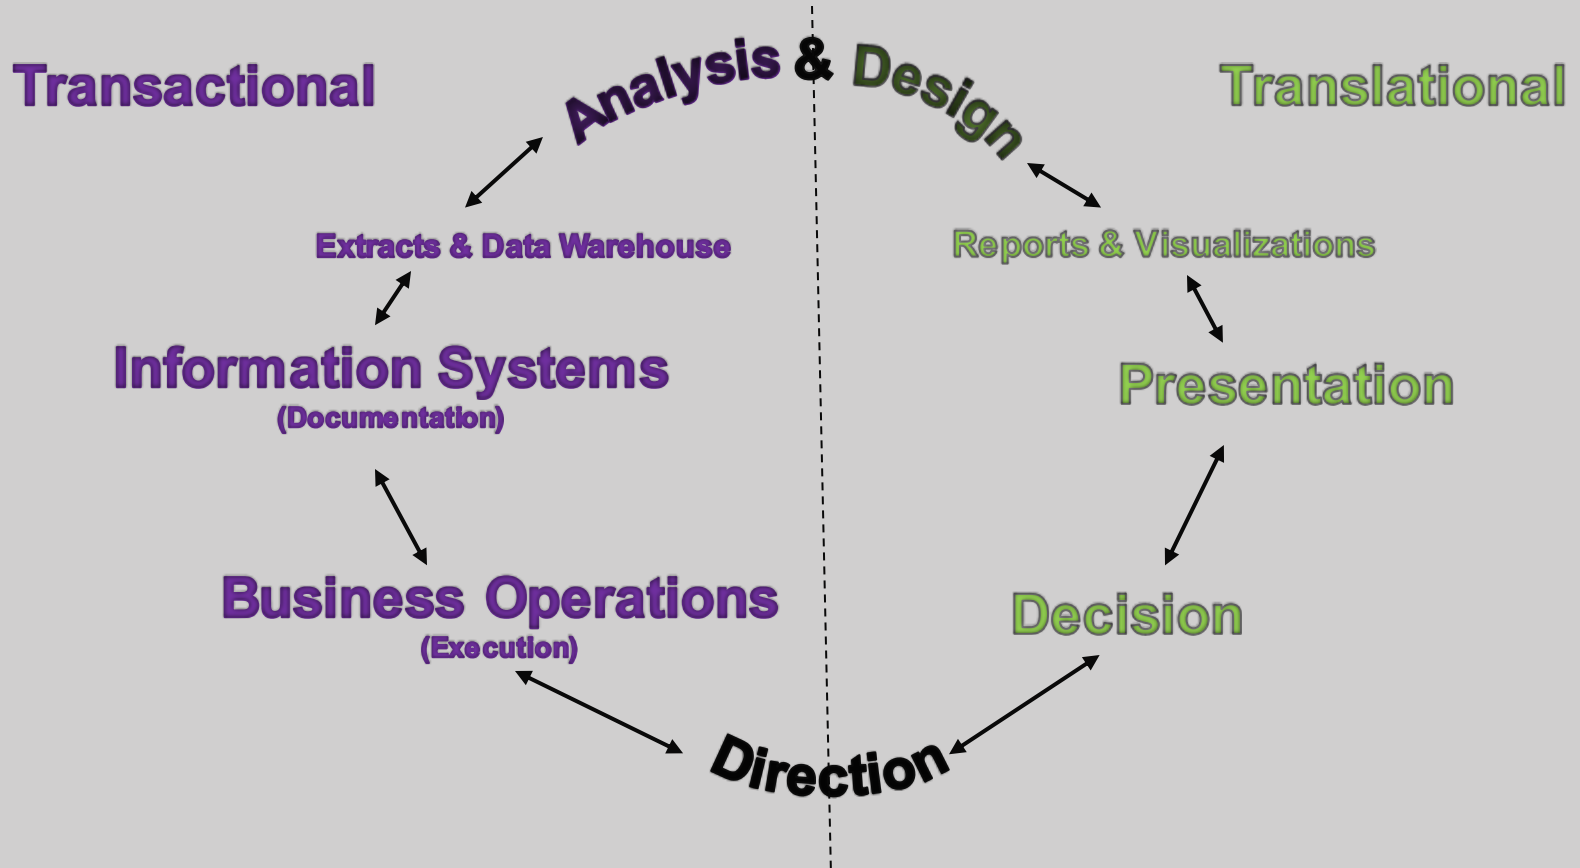 Transactional
Analysis & Design
Translational
Extracts & Data Warehouse
Reports & Visualizations
Information Systems
(Documentation)
Presentation
Business Operations
(Execution)
Decision
Direction